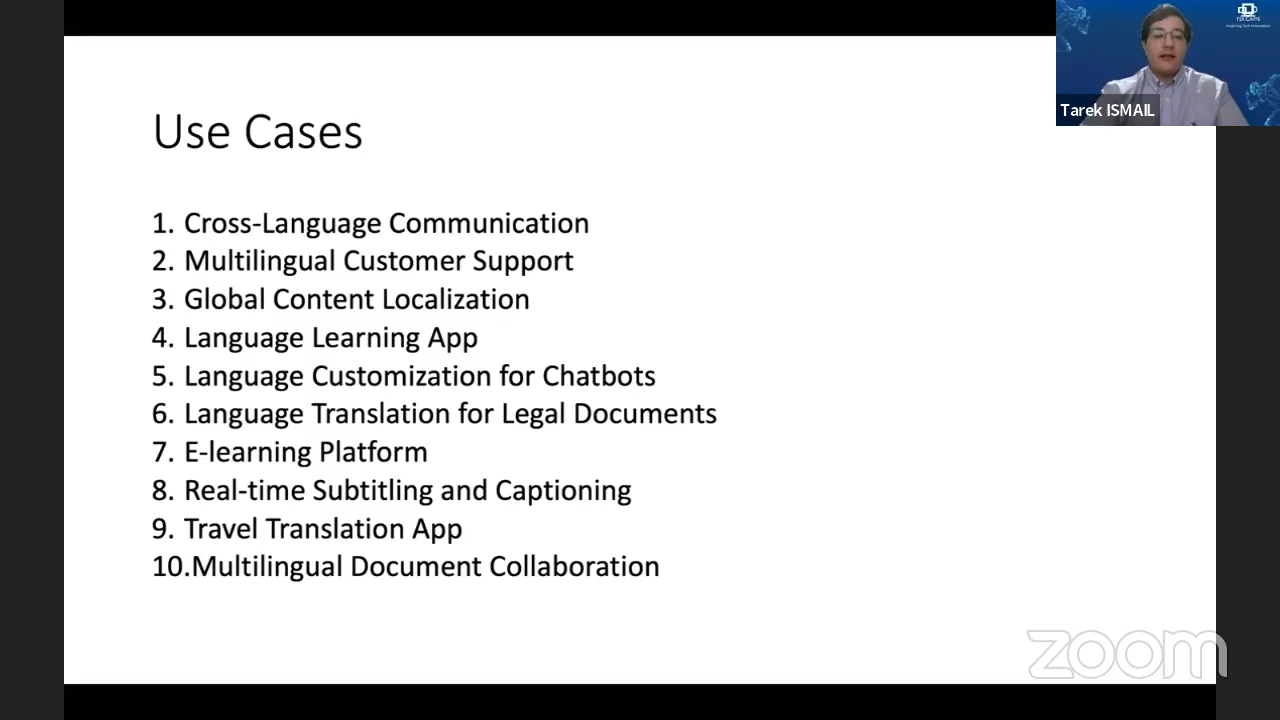 Use Cases
1. Cross-Language Communication
2. Multilingual Customer Support
3. Global Content Localization
4. Language Learning App
5. Language Customization for Chatbots
6. Language Translation for Legal Documents
7. E-learning Platform
8. Real-time Subtitling and Captioning
9. Travel Translation App
10.Multilingual Document Collaboration
Tarek ISMAIL
zoom